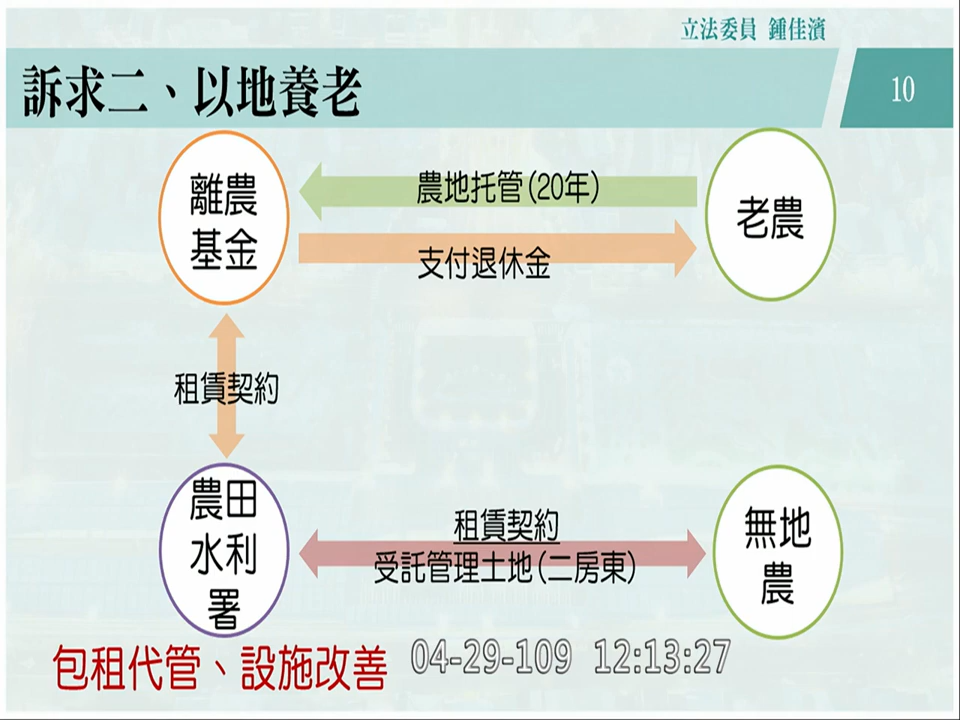 立法委員 鍾佳濱
訴求二、以地養老
10
離農
基金
農地托管(20年)
支付退休金
老農
租賃契約
農田
水利
署
租賃契約
受託管理土地(二房東)
無地
農
包租代管、設施改善
04-29-109 12:13:27